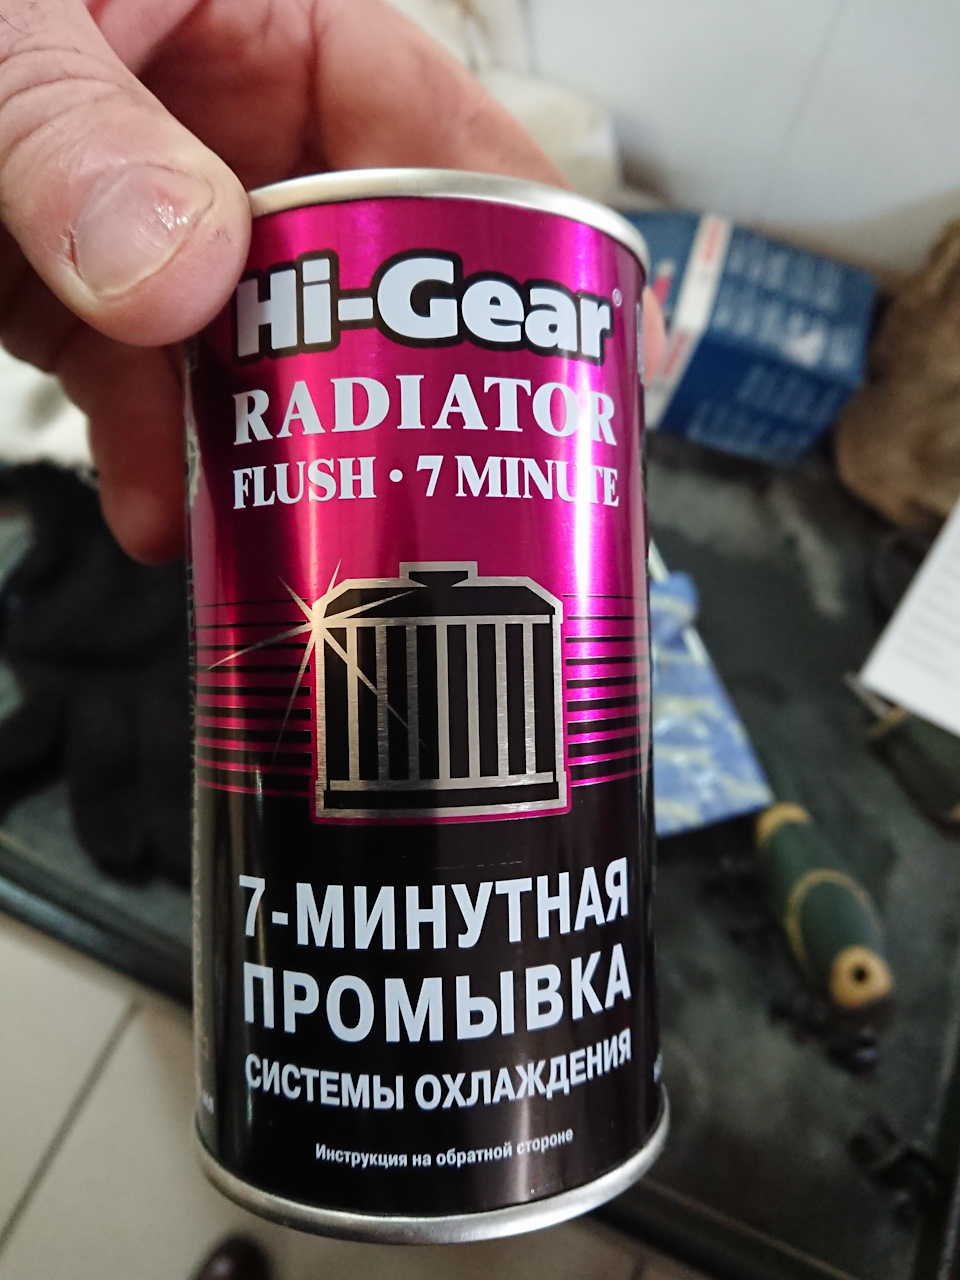 Hi-Gear®
RADIATOR
FLUSH · 7 MINUTE
7-МИНУТНАЯ
ПРОМЫВКА
СИСТЕМЫ ОХЛАЖДЕНИЯ
Инструкция на обратной стороне